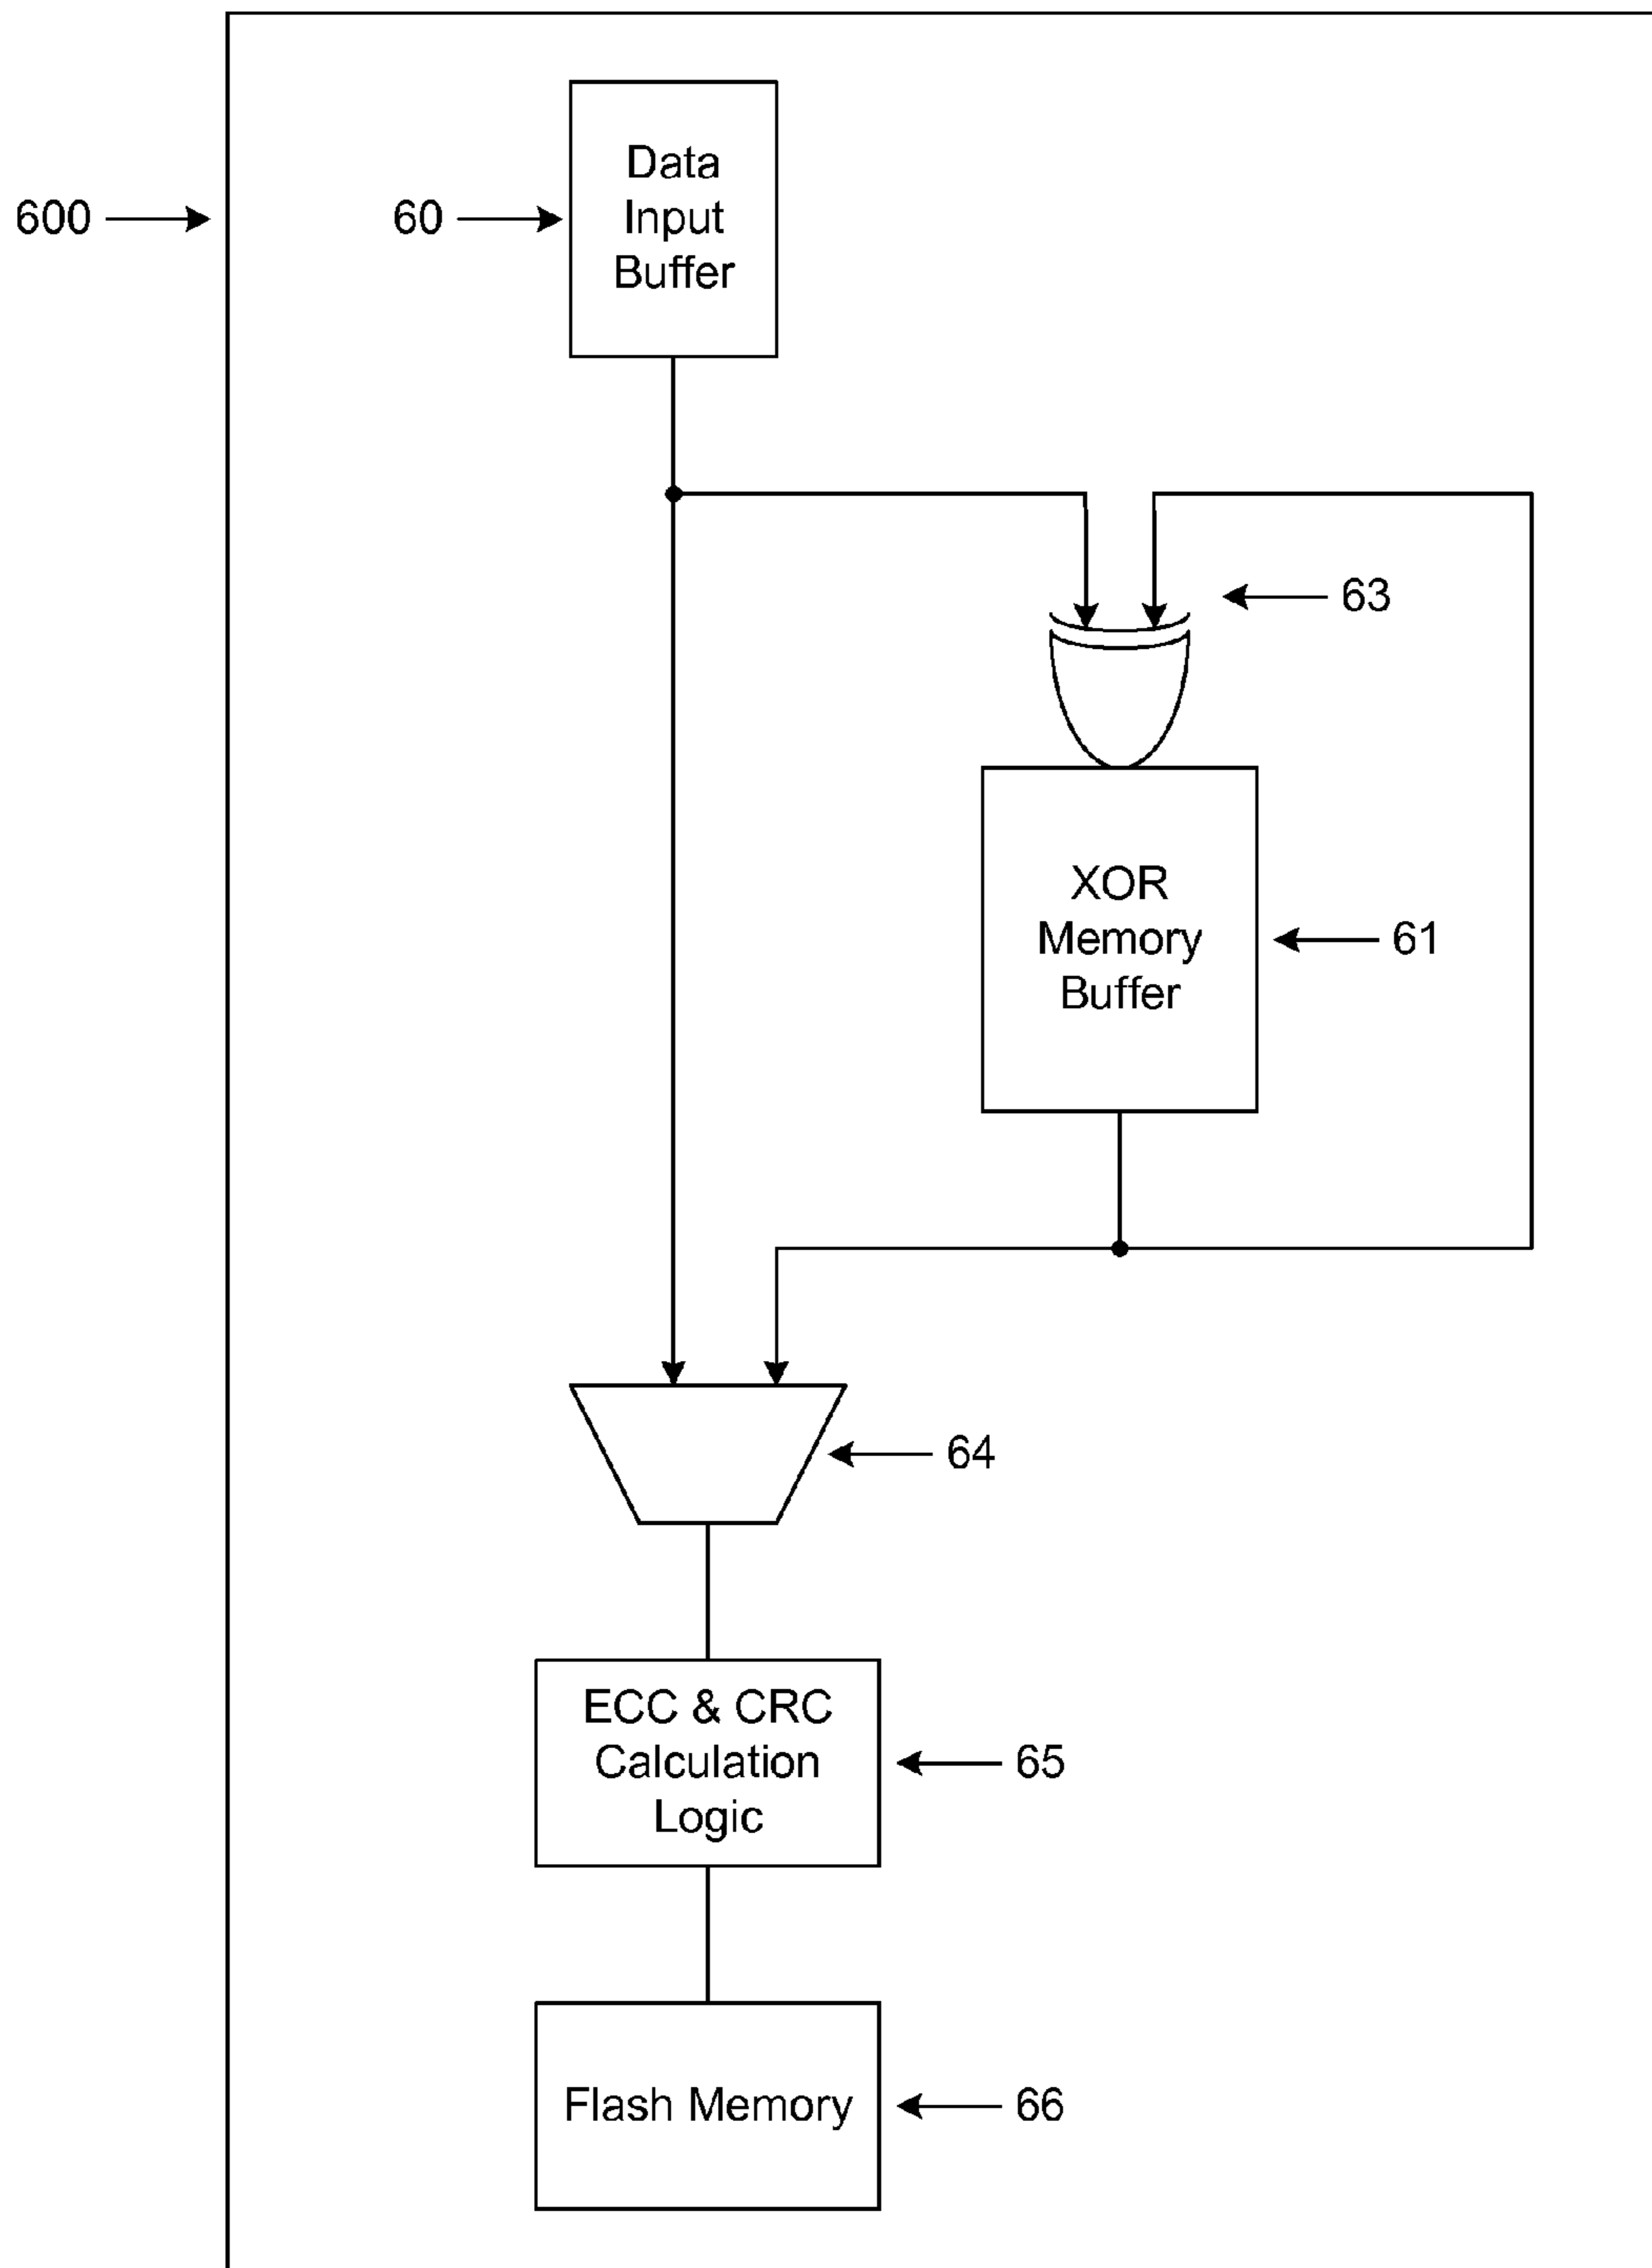 600
60
Data
Input
Buffer
63
XOR
Memory
Buffer
61
64
ECC & CRC
Calculation
Logic
65
Flash Memory
66